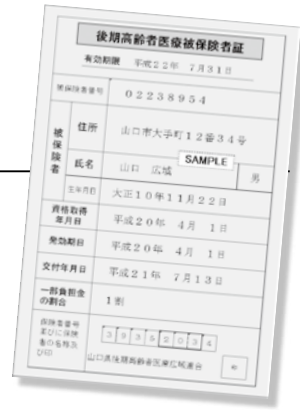 後期高齢者医療被保険者証
有効期限 平成22年 7月31日
被保険者番号 02238954
被保険者
住所 山口市大手町12番34号
SAMPLE
氏名 山口 広域 男
生年月日 大正10年11月22日
資格取得年月日 平成20年 4月 1日
発効期日 平成20年 4月 1日
交付年月日 平成21年 7月13日
一部負担金の割合 1割
保険者番号並びに保険者の名称及び印
39352034
山口県後期高齢者医療広域連合